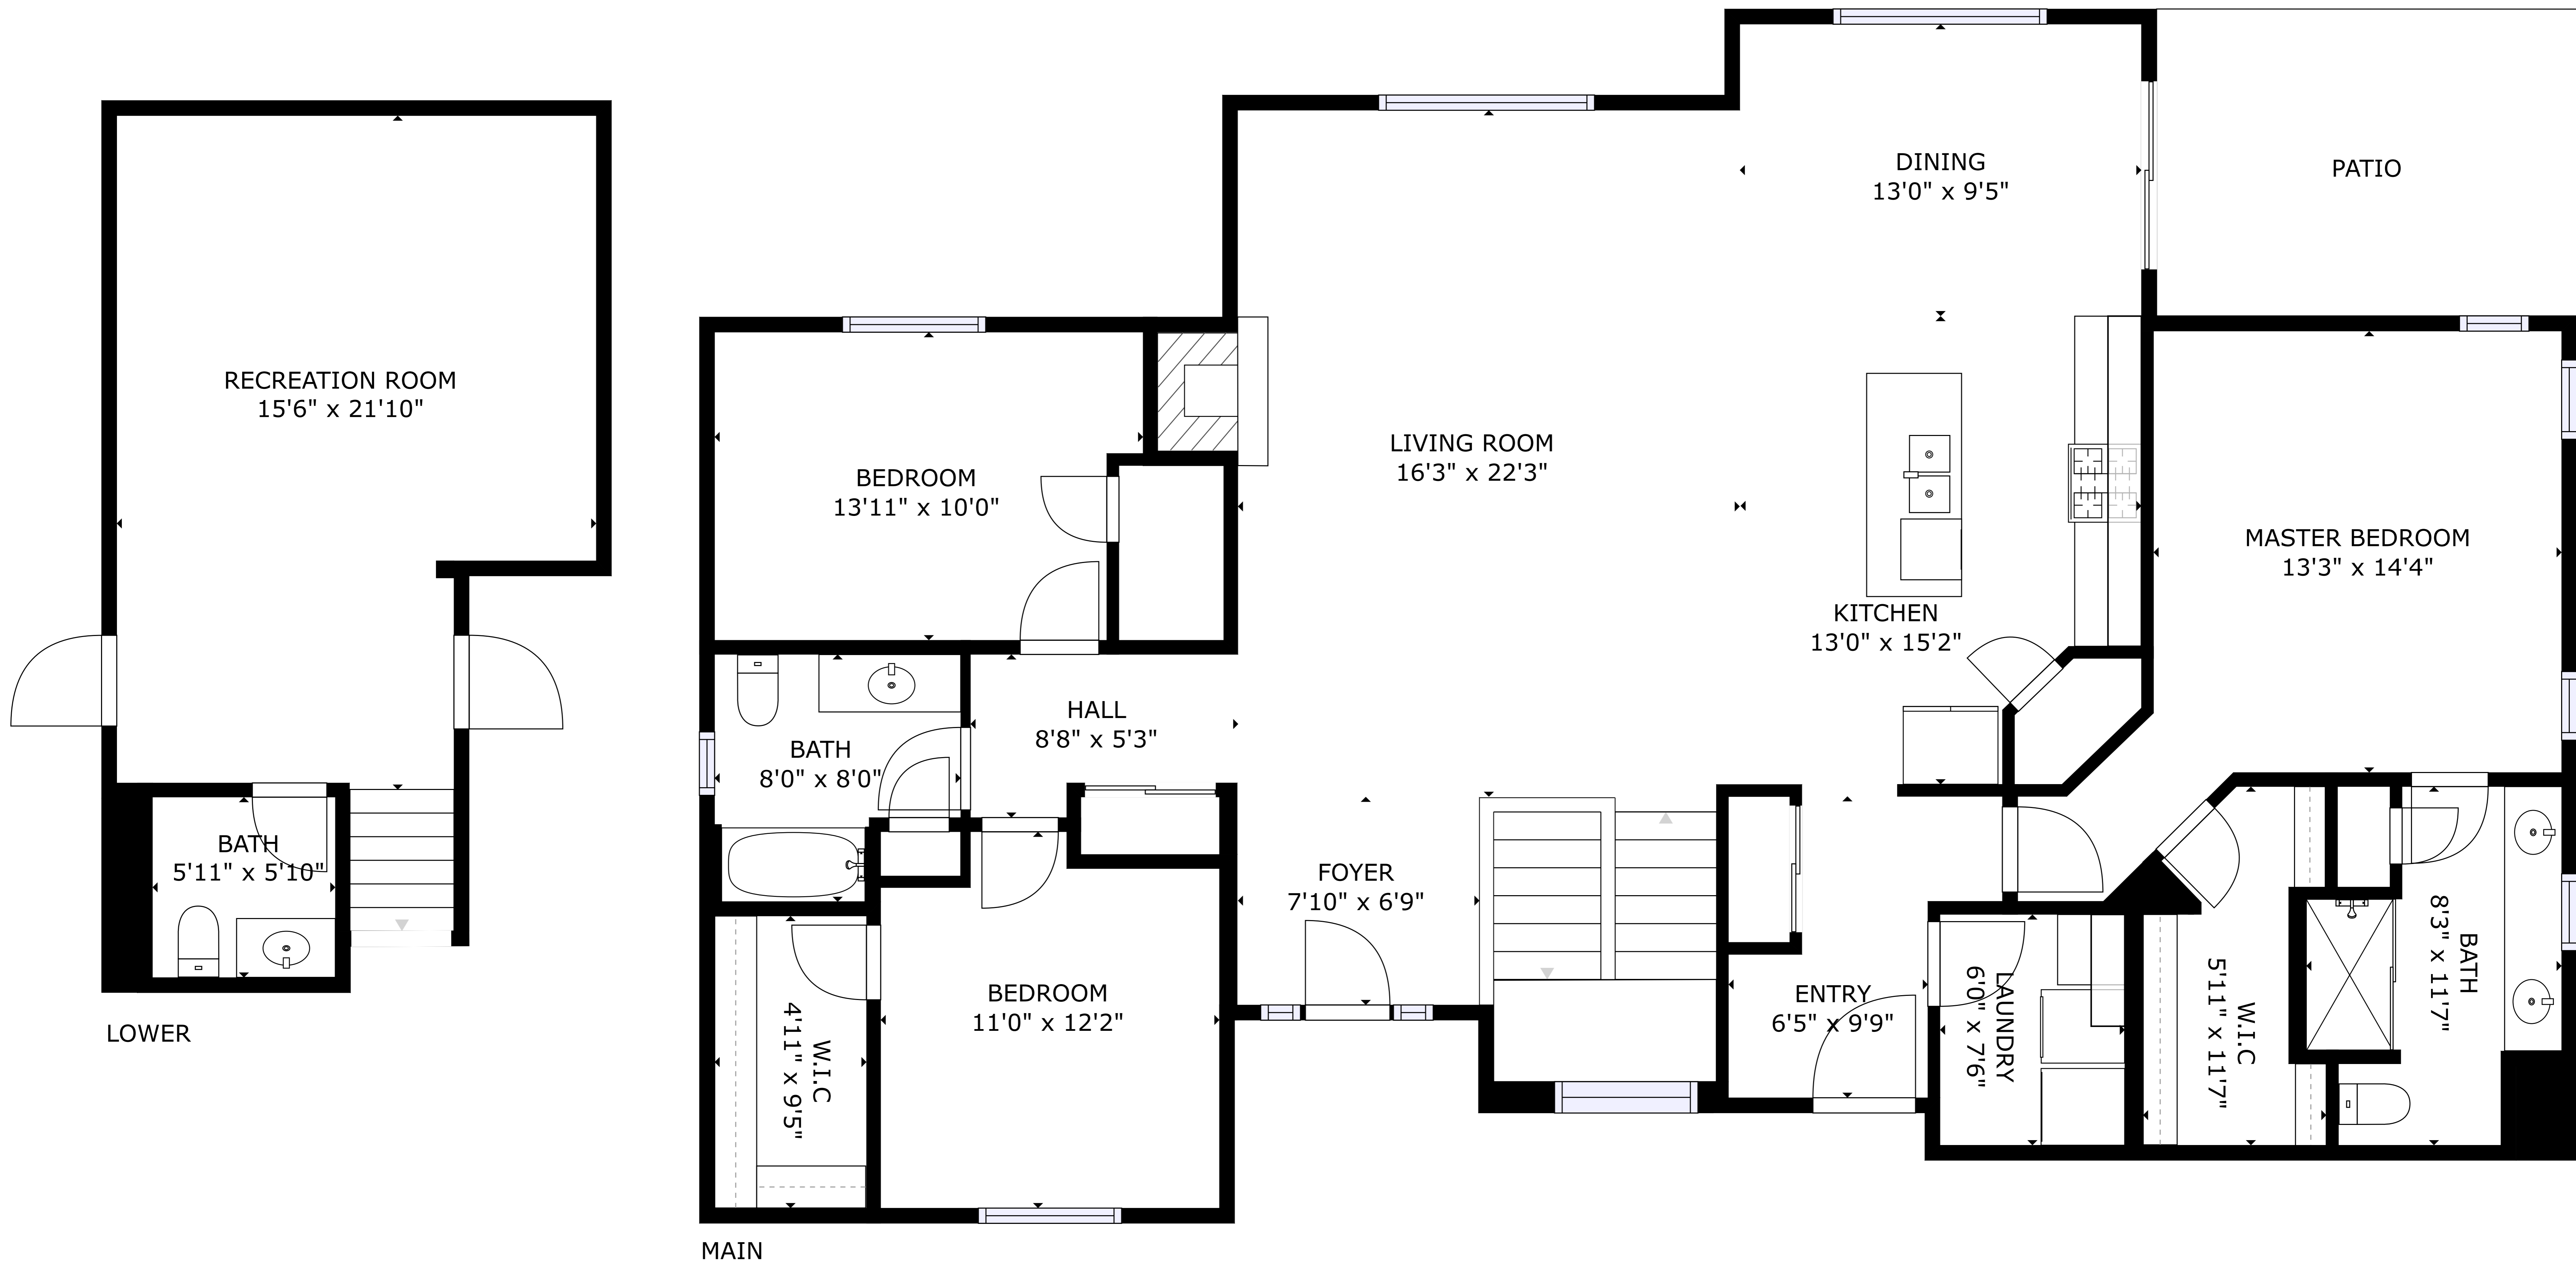 RECREATION ROOM
15'6" x 21'10"
BATH
5'11" x 5'10"
LOWER
DINING
13'0" x 9'5"
PATIO
LIVING ROOM
16'3" x 22'3"
BEDROOM
13'11" x 10'0"
MASTER BEDROOM
13'3" x 14'4"
KITCHEN
13'0" x 15'2"
HALL
8'8" x 5'3"
BATH
8'0" x 8'0"
FOYER
7'10" x 6'9"
BEDROOM
11'0" x 12'2"
W.I.C
4'11" x 9'5"
ENTRY
6'5" x 9'9"
LAUNDRY
6'0" x 7'6"
W.I.C
5'11" x 11'7"
BATH
8'3" x 11'7"
MAIN